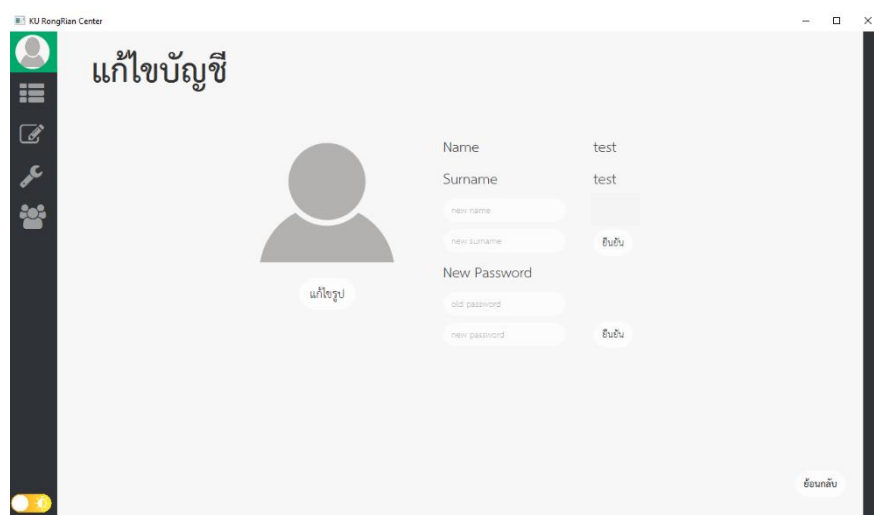 KU RongRian Center
แก้ไขบัญชี
Name test
Surname test
new name
new surname ยืนยัน
New Password
แก้ไขรูป
old password
new password ยืนยัน
ย้อนกลับ